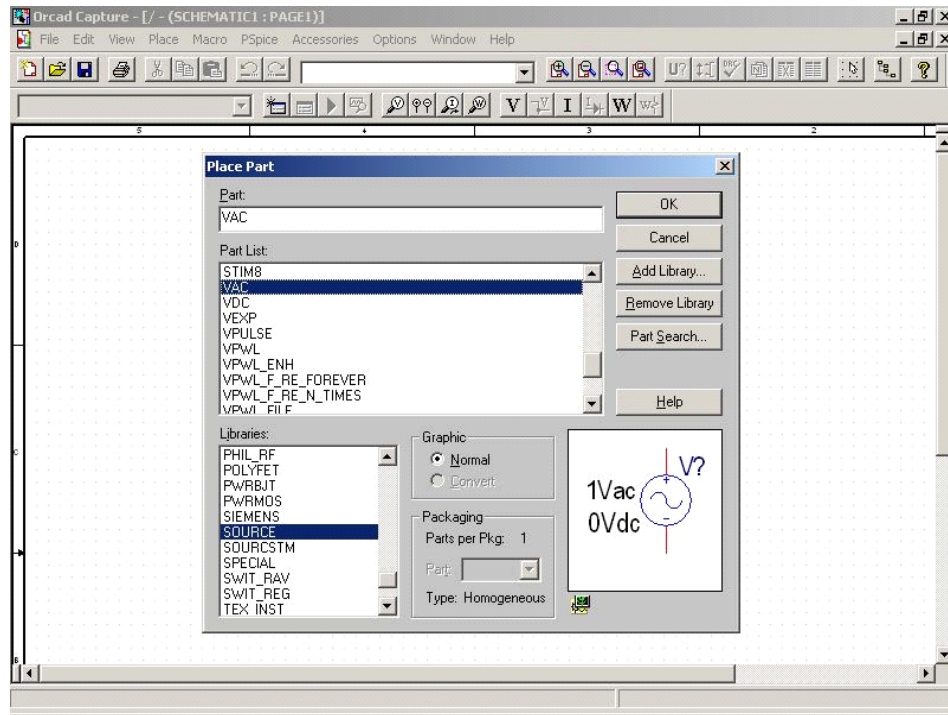 Orcad Capture - [/ - (SCHEMATIC1 : PAGE1)]
File Edit View Place Macro PSpice Accessories Options Window Help
U?
DRC
V I W
5 4 3 2
Place Part
Part:
VAC
OK
Cancel
Part List:
STIM8
VAC
VDC
VEXP
VPULSE
VPWL
VPWL_ENH
VPWL_F_RE_FOREVER
VPWL_F_RE_N_TIMES
VPWL_FILE
Add Library...
Remove Library
Part Search...
Help
Libraries:
PHIL_RF
POLYFET
PWRBJT
PWRMOS
SIEMENS
SOURCE
SOURCSTM
SPECIAL
SWIT_RAV
SWIT_REG
TEX_INST
Graphic
Normal
Convert
Packaging
Parts per Pkg: 1
Part:
Type: Homogeneous
V?
1Vac
0Vdc
D
C
B